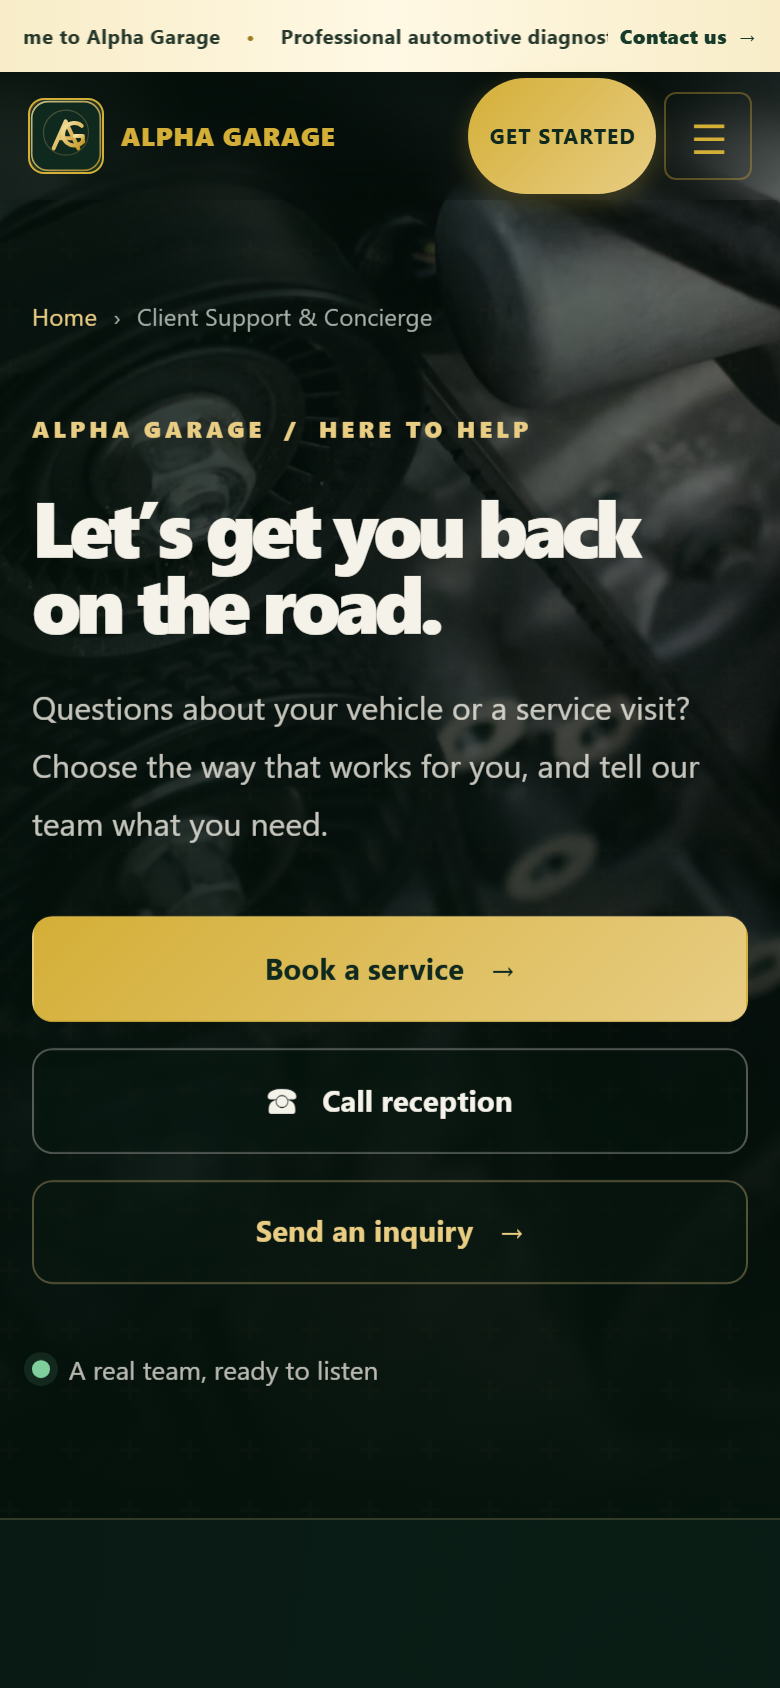 me to Alpha Garage • Professional automotive diagnos Contact us →
AG
ALPHA GARAGE
GET STARTED
Home › Client Support & Concierge
ALPHA GARAGE / HERE TO HELP
Let's get you back
on the road.
Questions about your vehicle or a service visit?
Choose the way that works for you, and tell our
team what you need.
Book a service →
☎ Call reception
Send an inquiry →
A real team, ready to listen